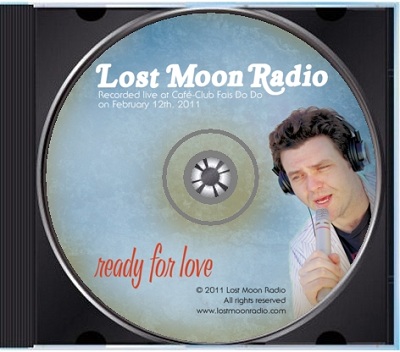 Lost Moon Radio
Recorded live at Café-Club Fais Do Do
on February 12th, 2011
ready for love
© 2011 Lost Moon Radio
All rights reserved
www.lostmoonradio.com